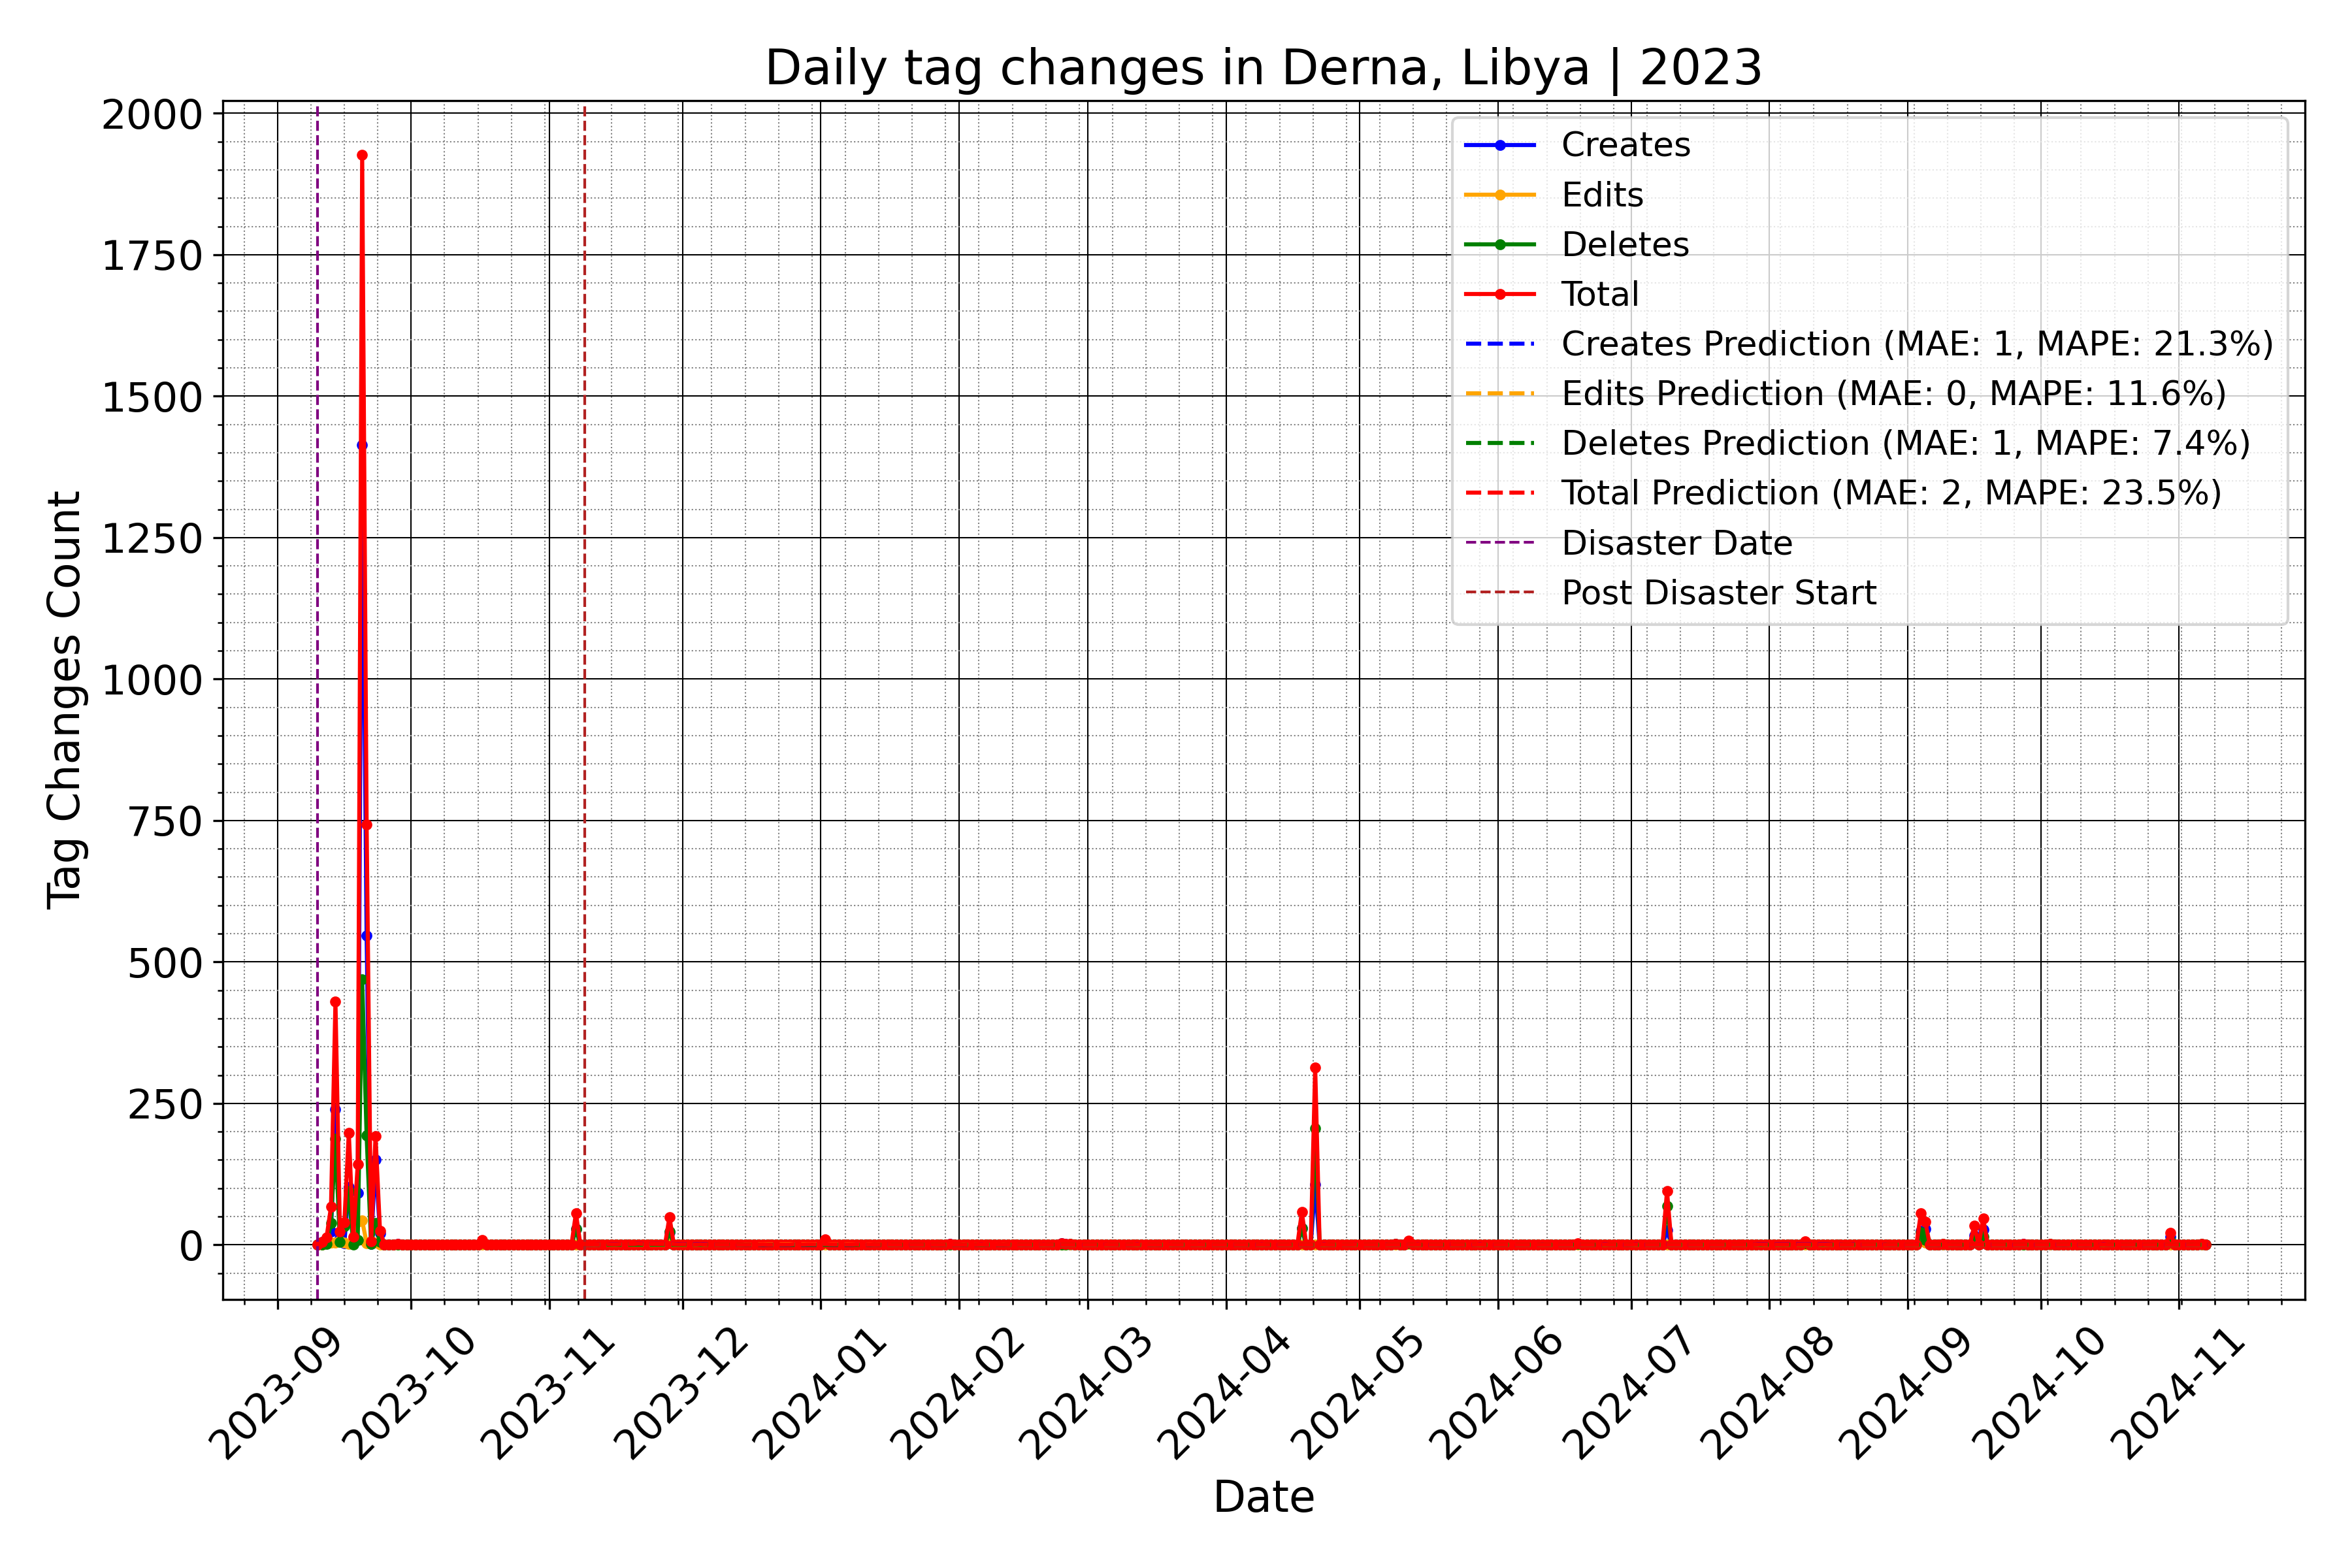 Daily tag changes in Derna, Libya | 2023
2000
1750
1500
1250
1000
750
500
250
0
Tag Changes Count
Creates
Edits
Deletes
Total
Creates Prediction (MAE: 1, MAPE: 21.3%)
Edits Prediction (MAE: 0, MAPE: 11.6%)
Deletes Prediction (MAE: 1, MAPE: 7.4%)
Total Prediction (MAE: 2, MAPE: 23.5%)
Disaster Date
Post Disaster Start
2023-09
2023-10
2023-11
2023-12
2024-01
2024-02
2024-03
2024-04
2024-05
2024-06
2024-07
2024-08
2024-09
2024-10
2024-11
Date